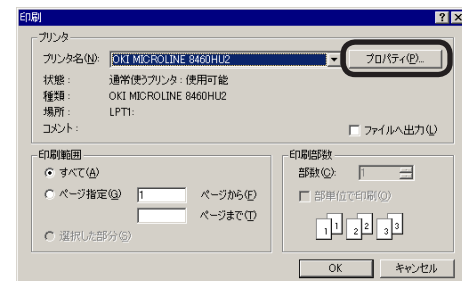 印刷
プリンタ
プリンタ名(N): OKI MICROLINE 8460HU2 プロパティ(P)...
状態： 通常使うプリンタ：使用可能
種類： OKI MICROLINE 8460HU2
場所： LPT1:
コメント： ファイルへ出力(L)
印刷範囲
すべて(A)
ページ指定(G) 1 ページから(F)
ページまで(T)
選択した部分(S)
印刷部数
部数(C): 1
部単位で印刷(O)
1 1 2 2 3 3
OK キャンセル